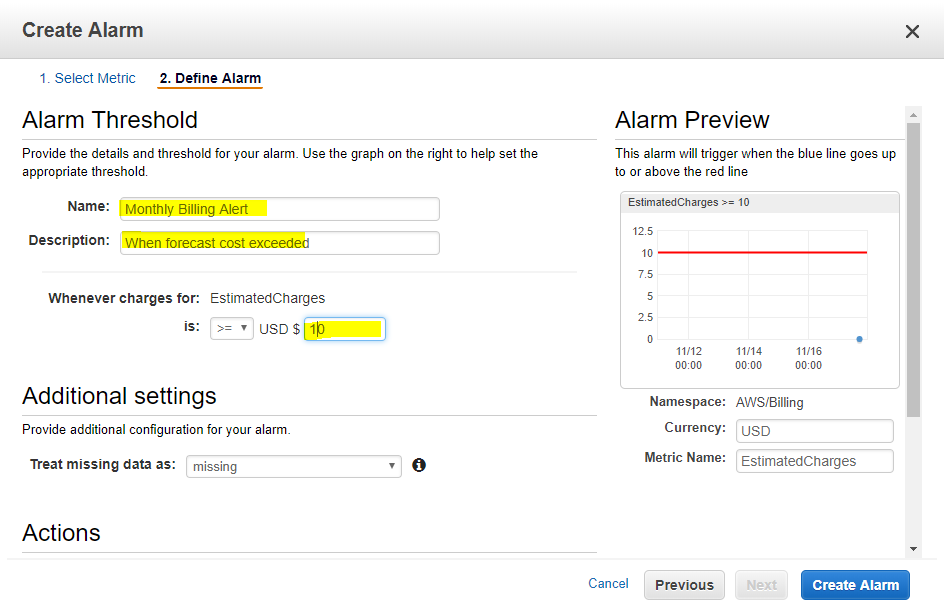 Create Alarm
1. Select Metric
2. Define Alarm
Alarm Threshold
Provide the details and threshold for your alarm. Use the graph on the right to help set the
appropriate threshold.
Name: Monthly Billing Alert
Description: When forecast cost exceeded
Whenever charges for: EstimatedCharges
is: >= USD $ 10
Additional settings
Provide additional configuration for your alarm.
Treat missing data as: missing
Actions
Alarm Preview
This alarm will trigger when the blue line goes up
to or above the red line
EstimatedCharges >= 10
12.5
10
7.5
5
2.5
0
11/12 11/14 11/16
00:00 00:00 00:00
Namespace: AWS/Billing
Currency: USD
Metric Name: EstimatedCharges
Cancel Previous Next Create Alarm